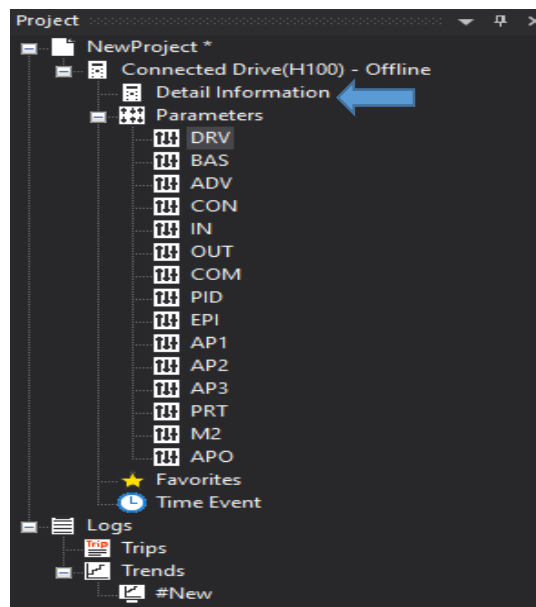 Project
NewProject *
Connected Drive(H100) - Offline
Detail Information
Parameters
DRV
BAS
ADV
CON
IN
OUT
COM
PID
EPI
AP1
AP2
AP3
PRT
M2
APO
Favorites
Time Event
Logs
Trip Trips
Trends
#New